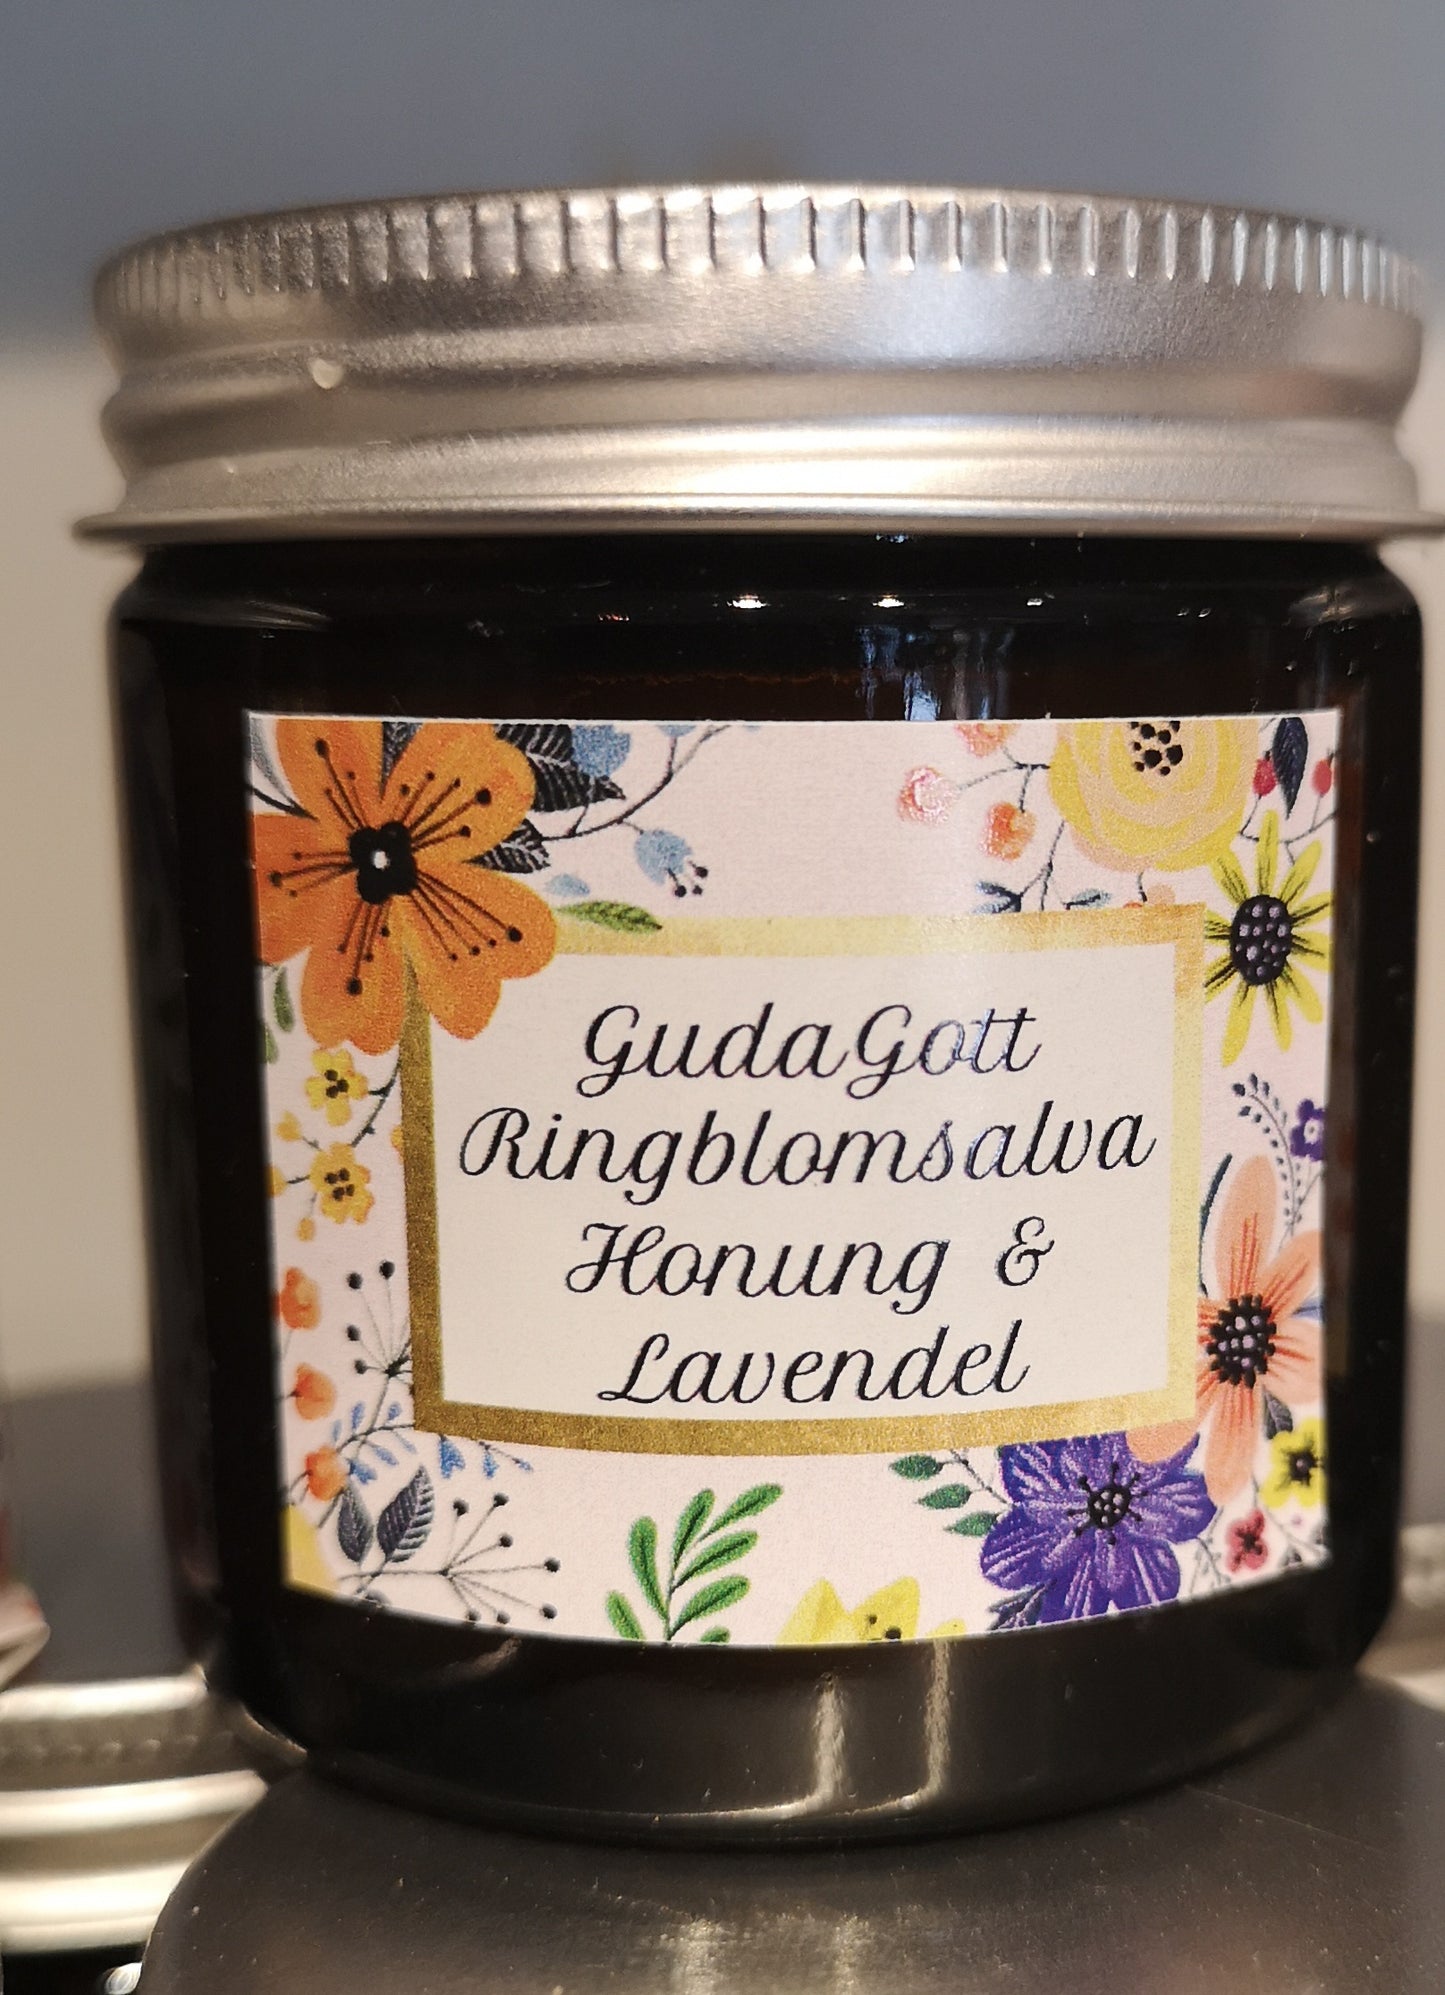 GudaGott
Ringblomsalva
Honung &
Lavendel